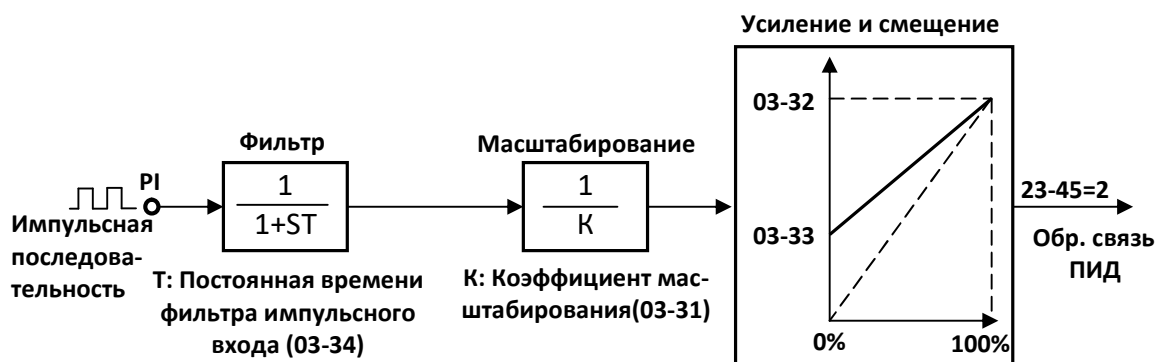 Усиление и смещение
03-32
Фильтр
Масштабирование
PI
1
1+ST
1
К
23-45=2
Импульсная
последова-
тельность
03-33
Обр. связь
ПИД
Т: Постоянная времени
фильтра импульсного
входа (03-34)
К: Коэффициент мас-
штабирования(03-31)
0%
100%